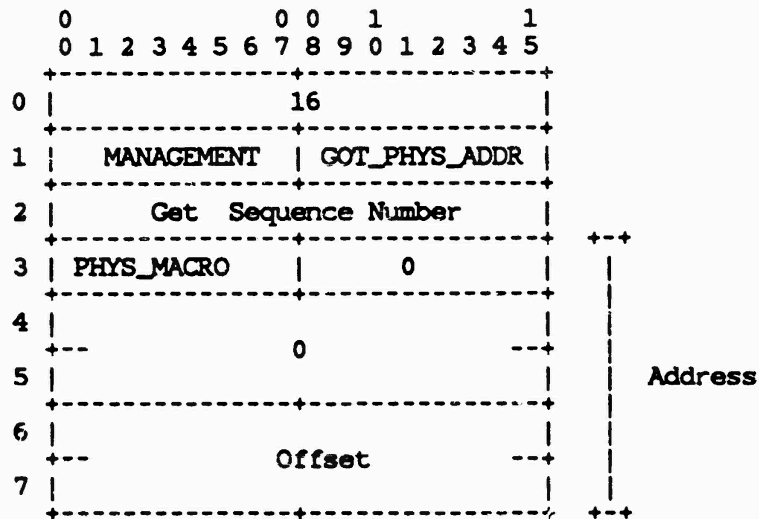 0 0 0 1 1
0 1 2 3 4 5 6 7 8 9 0 1 2 3 4 5
0 | 16 |
1 | MANAGEMENT | GOT_PHYS_ADDR |
2 | Get Sequence Number |
3 | PHYS_MACRO | 0 |
4
0
5 Address
6
Offset
7